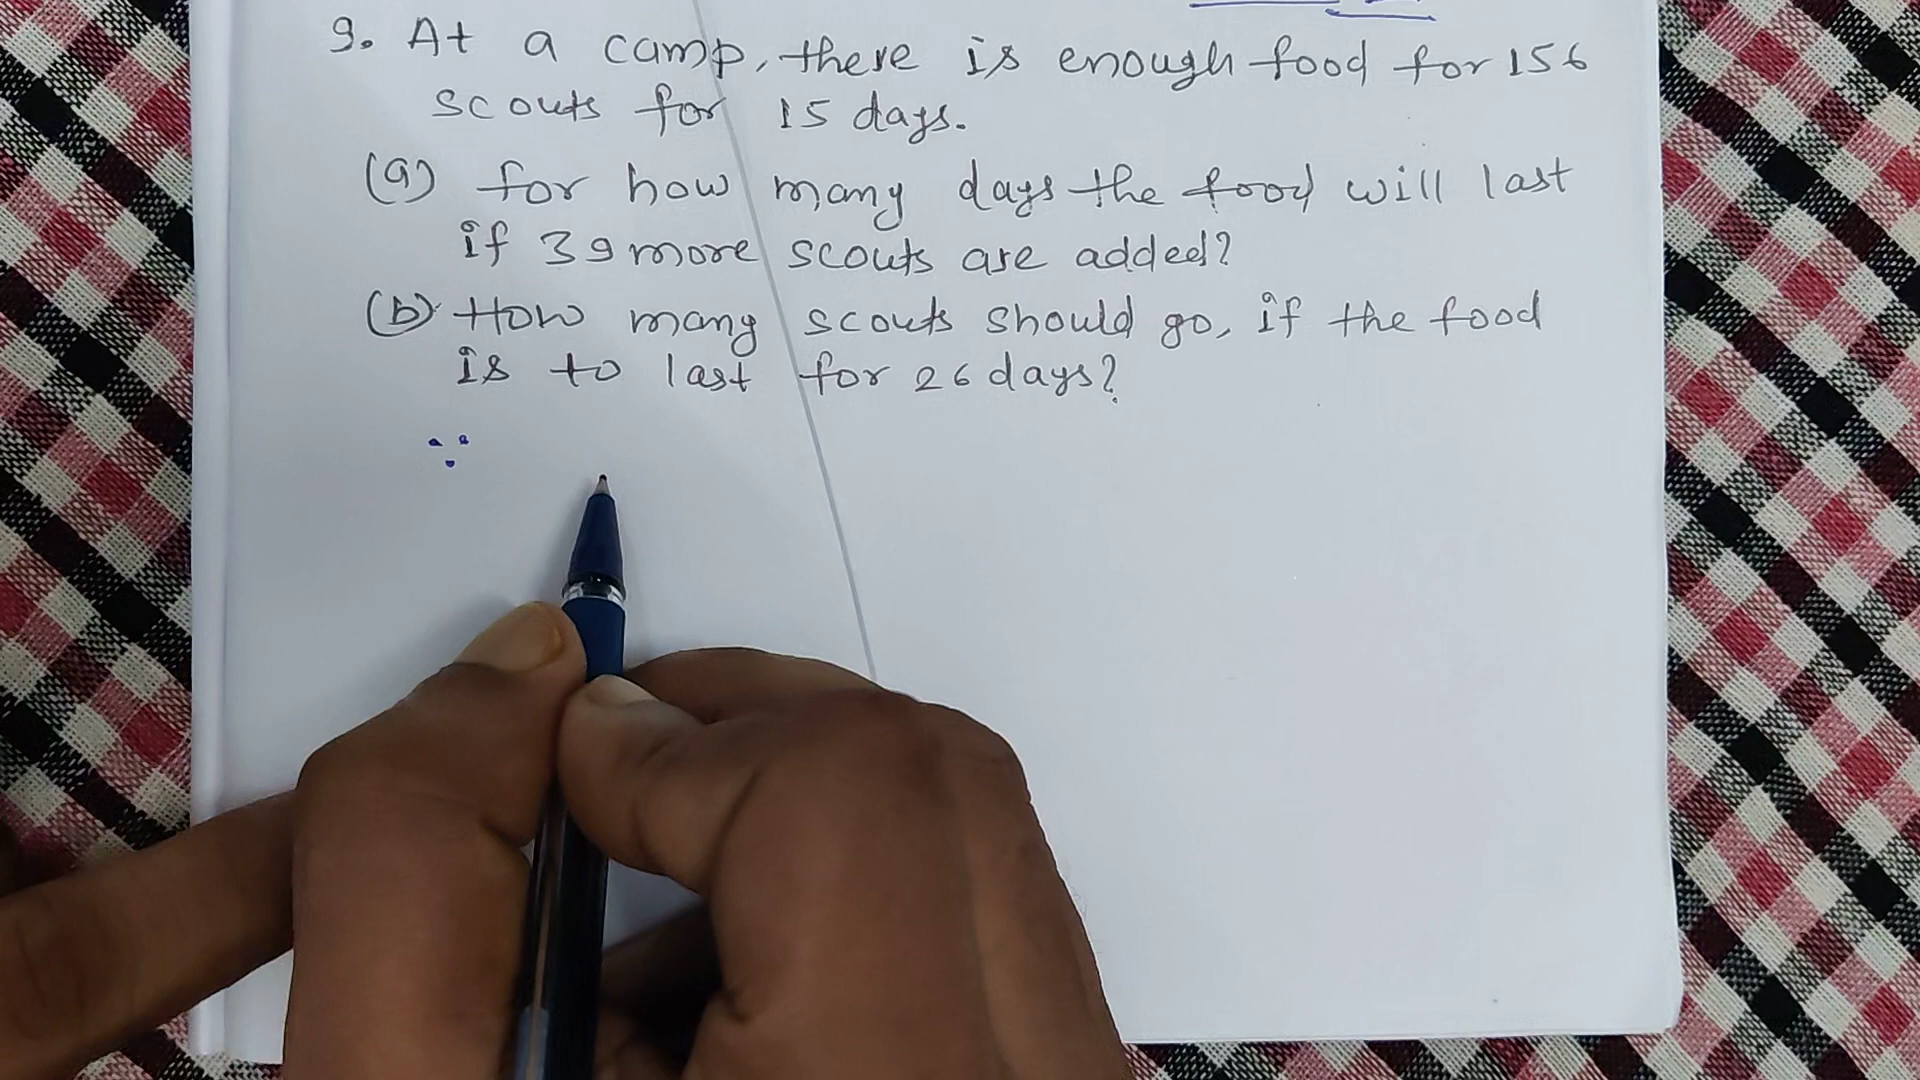 9. At a camp, there is enough food for 156
scouts for 15 days.
(a) for how many days the food will last
if 39 more scouts are added?
(b) How many scouts should go, if the food
is to last for 26 days?
∵